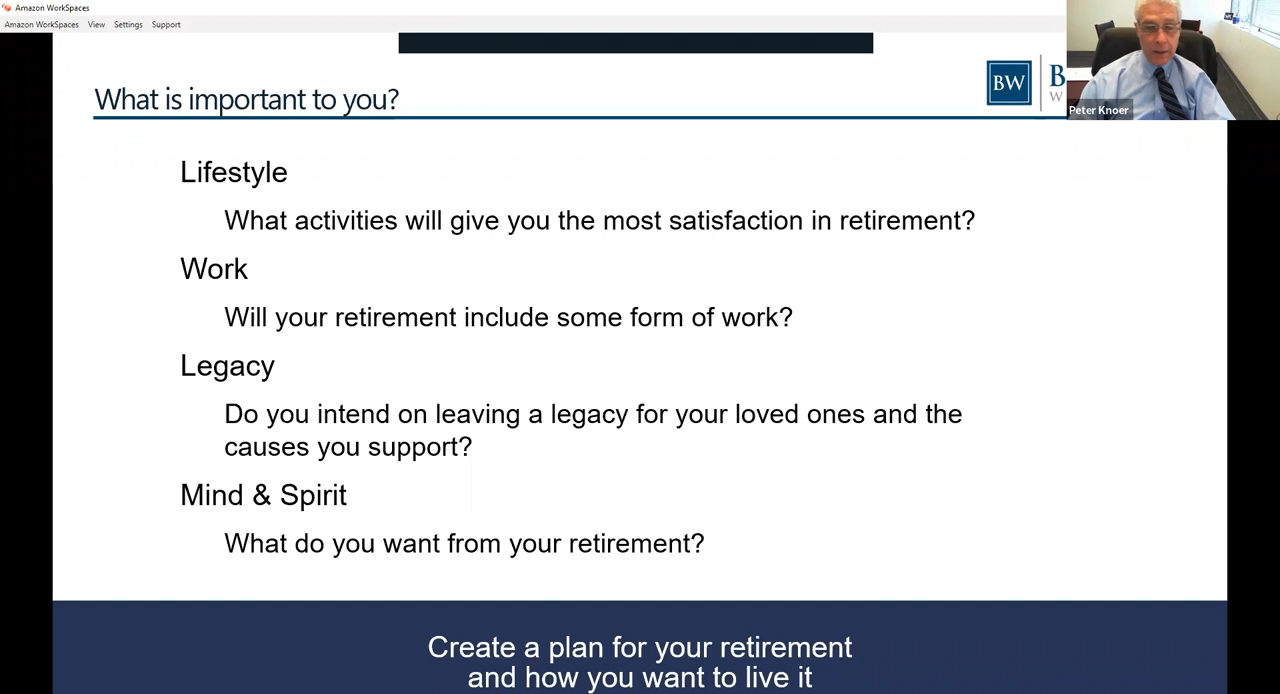 Amazon WorkSpaces
Amazon WorkSpaces View Settings Support
What is important to you?
BW
B
W
Peter Knoer
Lifestyle
What activities will give you the most satisfaction in retirement?
Work
Will your retirement include some form of work?
Legacy
Do you intend on leaving a legacy for your loved ones and the
causes you support?
Mind & Spirit
What do you want from your retirement?
Create a plan for your retirement
and how you want to live it